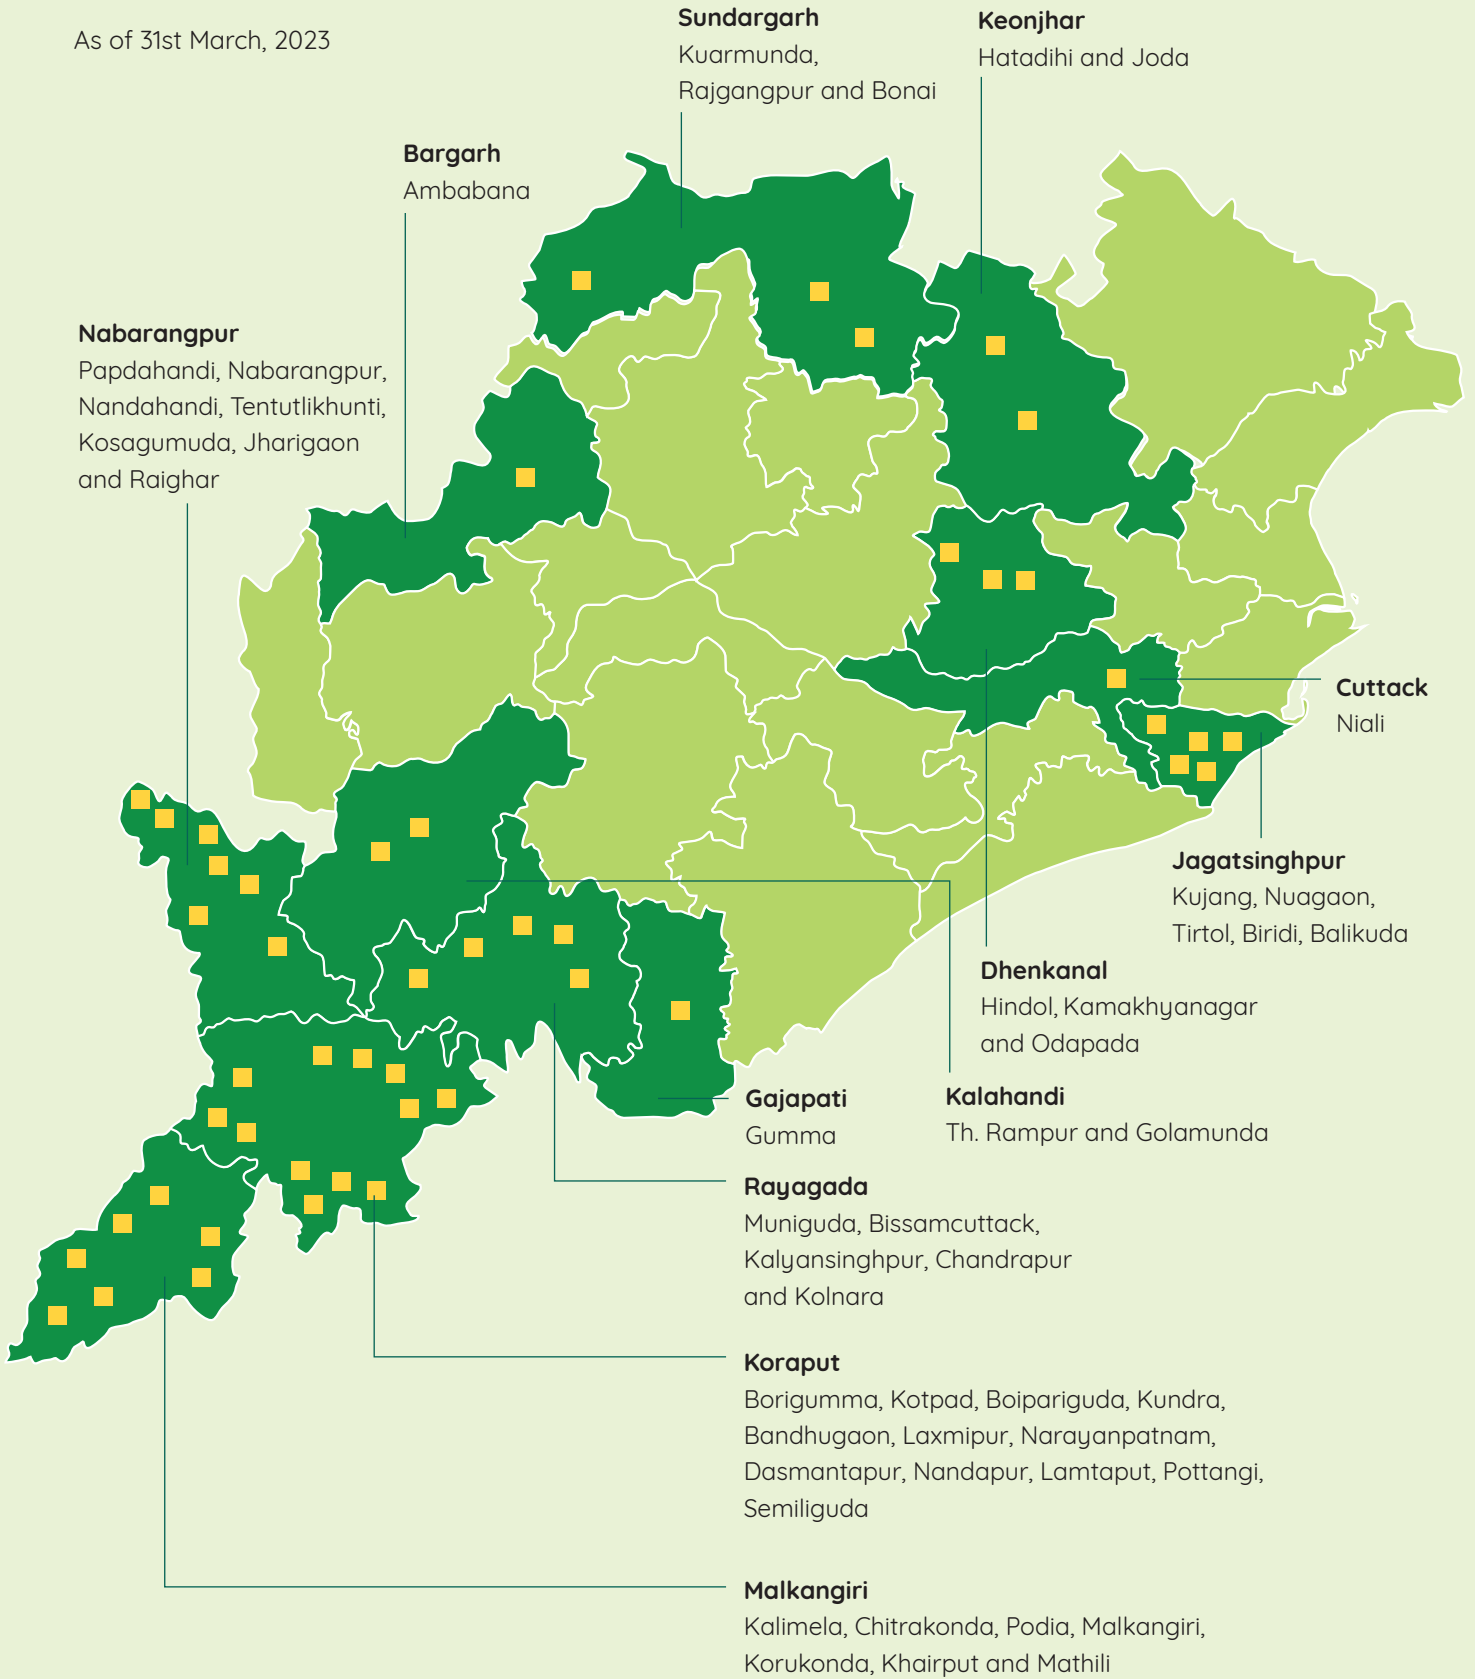 As of 31st March, 2023
Sundargarh
Kuarmunda,
Rajgangpur and Bonai
Keonjhar
Hatadihi and Joda
Bargarh
Ambabana
Nabarangpur
Papdahandi, Nabarangpur,
Nandahandi, Tentutlikhunti,
Kosagumuda, Jharigaon
and Raighar
Cuttack
Niali
Jagatsinghpur
Kujang, Nuagaon,
Tirtol, Biridi, Balikuda
Dhenkanal
Hindol, Kamakhyanagar
and Odapada
Kalahandi
Th. Rampur and Golamunda
Gajapati
Gumma
Rayagada
Muniguda, Bissamcuttack,
Kalyansinghpur, Chandrapur
and Kolnara
Koraput
Borigumma, Kotpad, Boipariguda, Kundra,
Bandhugaon, Laxmipur, Narayanpatnam,
Dasmantapur, Nandapur, Lamtaput, Pottangi,
Semiliguda
Malkangiri
Kalimela, Chitrakonda, Podia, Malkangiri,
Korukonda, Khairput and Mathili